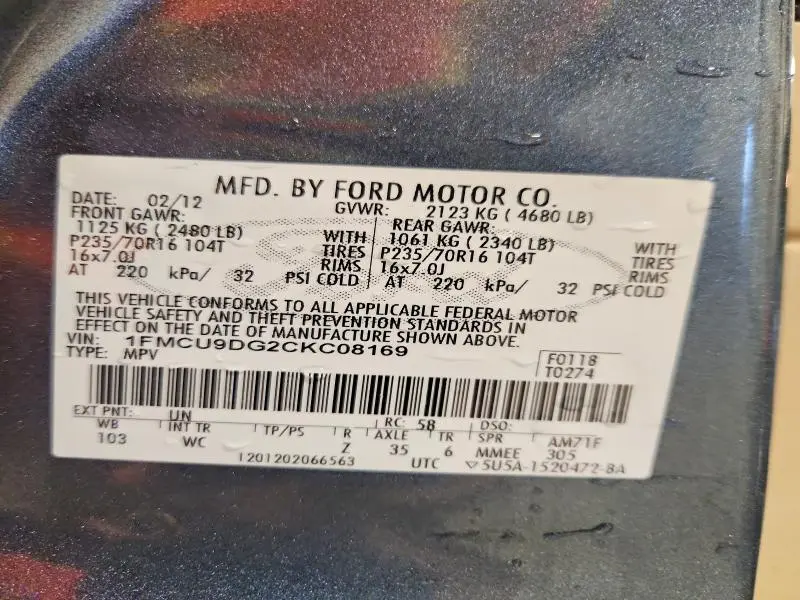 MFD. BY FORD MOTOR CO.
DATE: 02/12 GVWR: 2123 KG ( 4680 LB)
FRONT GAWR: REAR GAWR:
1125 KG ( 2480 LB) WITH 1061 KG ( 2340 LB) WITH
P235/70R16 104T TIRES P235/70R16 104T TIRES
16x7.0J RIMS 16x7.0J RIMS
AT 220 kPa/ 32 PSI COLD AT 220 kPa/ 32 PSI COLD
THIS VEHICLE CONFORMS TO ALL APPLICABLE FEDERAL MOTOR
VEHICLE SAFETY AND THEFT PREVENTION STANDARDS IN
EFFECT ON THE DATE OF MANUFACTURE SHOWN ABOVE.
VIN: 1FMCU9DG2CKC08169
TYPE: MPV
F0118
T0274
EXT PNT: UN RC: 58 DSO:
WB INT TR TP/PS R AXLE TR SPR AM71F
103 WC Z 35 6 MMEE 305
1201202066563 UTC ▽ 5U5A-1520472-BA